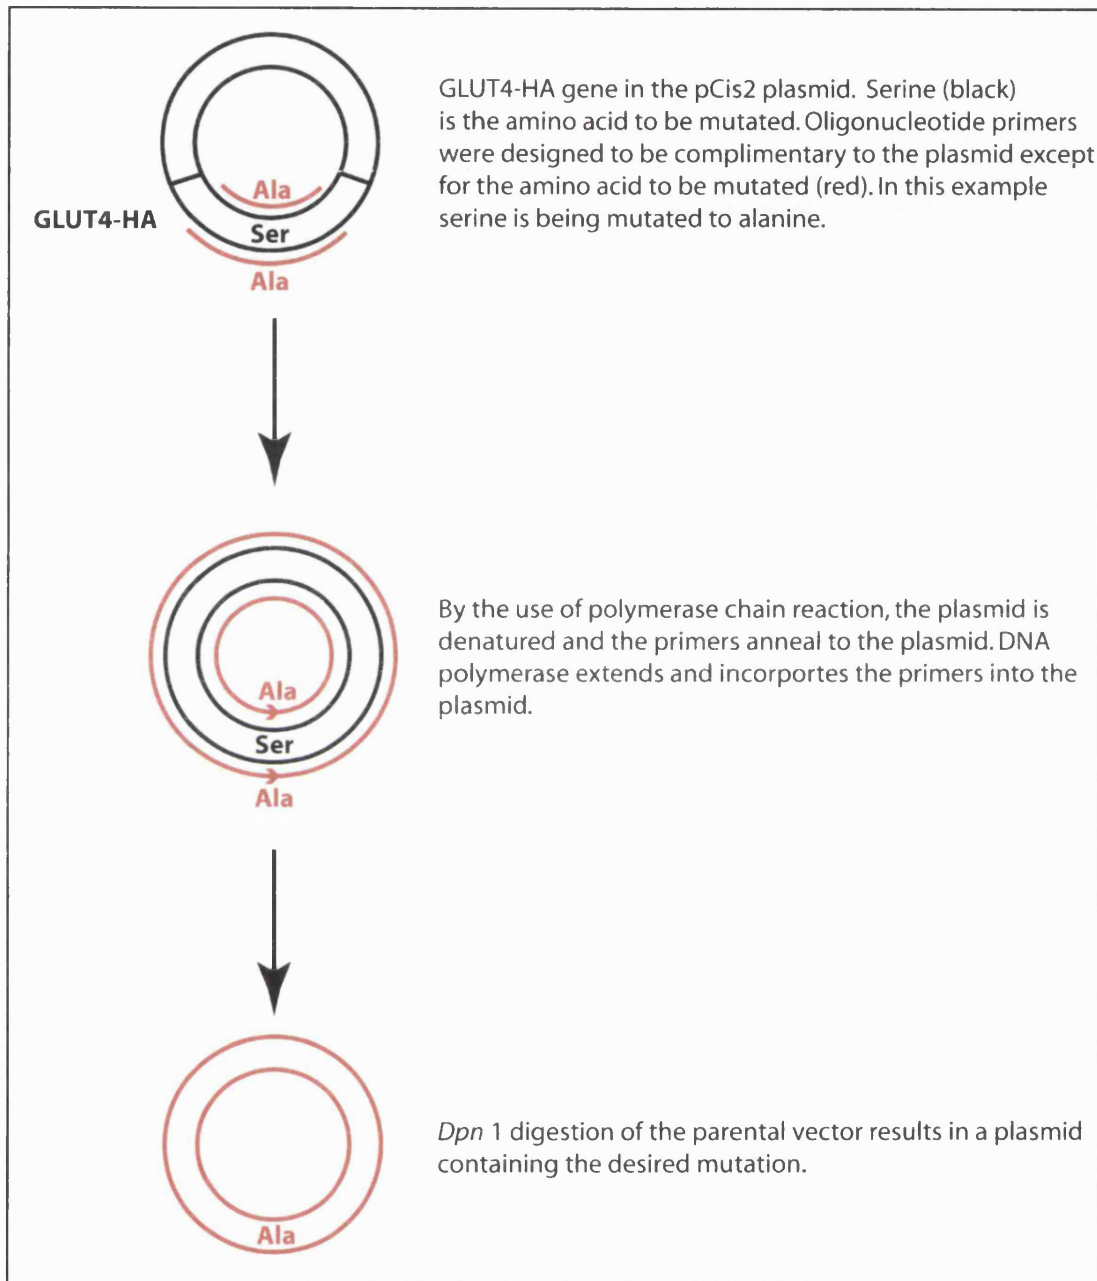 GLUT4-HA gene in the pCis2 plasmid. Serine (black)
is the amino acid to be mutated. Oligonucleotide primers
were designed to be complimentary to the plasmid except
for the amino acid to be mutated (red). In this example
serine is being mutated to alanine.
Ala
GLUT4-HA
Ser
Ala
By the use of polymerase chain reaction, the plasmid is
denatured and the primers anneal to the plasmid. DNA
polymerase extends and incorportes the primers into the
plasmid.
Ala
Ser
Ala
Dpn 1 digestion of the parental vector results in a plasmid
containing the desired mutation.
Ala